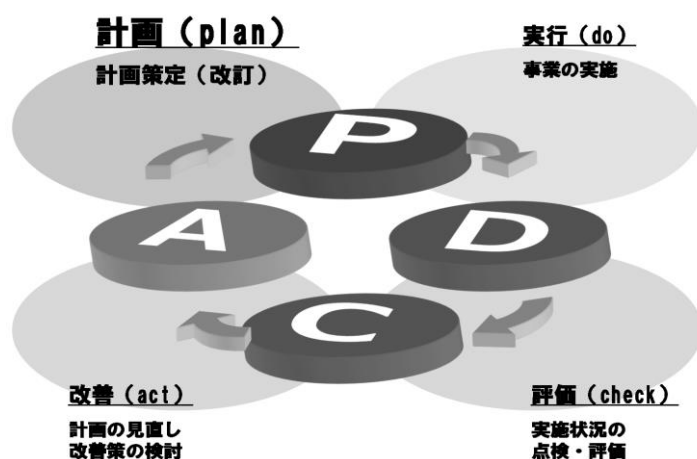 計画（plan）
計画策定（改訂）
実行（do）
事業の実施
P
A
D
C
改善（act）
計画の見直し
改善策の検討
評価（check）
実施状況の
点検・評価